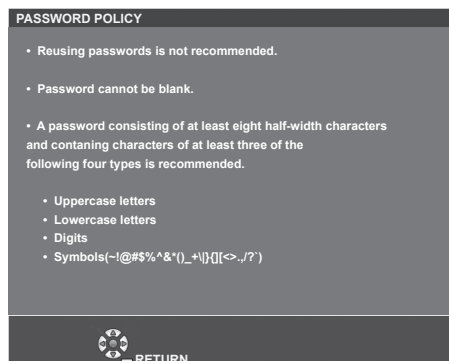 PASSWORD POLICY
• Reusing passwords is not recommended.
• Password cannot be blank.
• A password consisting of at least eight half-width characters
and contaning characters of at least three of the
following four types is recommended.
• Uppercase letters
• Lowercase letters
• Digits
• Symbols(~!@#$%^&*()_+\|}{][<>.,/?`)
RETURN